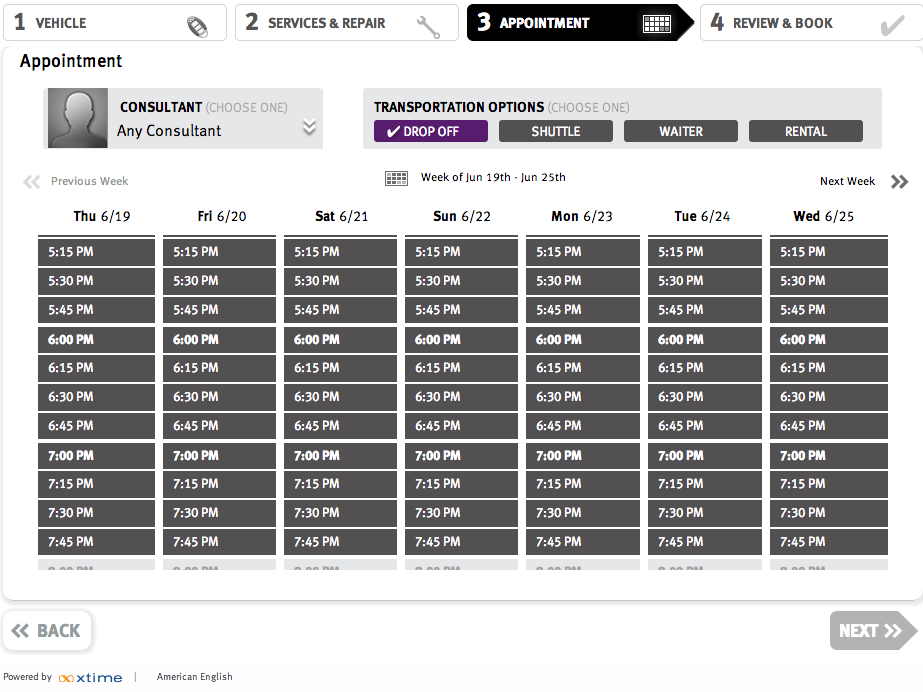 1 VEHICLE 2 SERVICES & REPAIR 3 APPOINTMENT 4 REVIEW & BOOK
Appointment
CONSULTANT (CHOOSE ONE)
Any Consultant
TRANSPORTATION OPTIONS (CHOOSE ONE)
DROP OFF SHUTTLE WAITER RENTAL
Previous Week Week of Jun 19th - Jun 25th Next Week
Thu 6/19 Fri 6/20 Sat 6/21 Sun 6/22 Mon 6/23 Tue 6/24 Wed 6/25
5:15 PM 5:15 PM 5:15 PM 5:15 PM 5:15 PM 5:15 PM 5:15 PM
5:30 PM 5:30 PM 5:30 PM 5:30 PM 5:30 PM 5:30 PM 5:30 PM
5:45 PM 5:45 PM 5:45 PM 5:45 PM 5:45 PM 5:45 PM 5:45 PM
6:00 PM 6:00 PM 6:00 PM 6:00 PM 6:00 PM 6:00 PM 6:00 PM
6:15 PM 6:15 PM 6:15 PM 6:15 PM 6:15 PM 6:15 PM 6:15 PM
6:30 PM 6:30 PM 6:30 PM 6:30 PM 6:30 PM 6:30 PM 6:30 PM
6:45 PM 6:45 PM 6:45 PM 6:45 PM 6:45 PM 6:45 PM 6:45 PM
7:00 PM 7:00 PM 7:00 PM 7:00 PM 7:00 PM 7:00 PM 7:00 PM
7:15 PM 7:15 PM 7:15 PM 7:15 PM 7:15 PM 7:15 PM 7:15 PM
7:30 PM 7:30 PM 7:30 PM 7:30 PM 7:30 PM 7:30 PM 7:30 PM
7:45 PM 7:45 PM 7:45 PM 7:45 PM 7:45 PM 7:45 PM 7:45 PM
BACK NEXT
Powered by xtime | American English